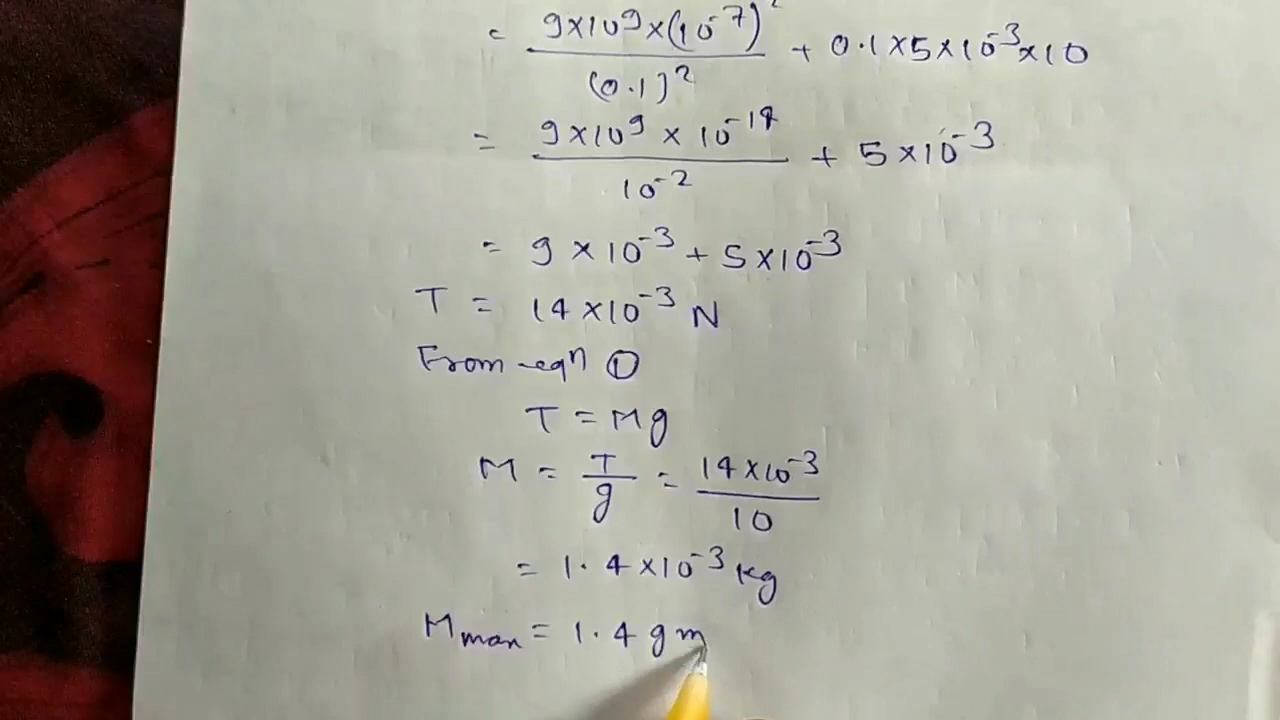 = 9×10⁹×(10⁻⁷)² / (0.1)² + 0.1×5×10⁻³×10
= 9×10⁹ × 10⁻¹⁴ / 10⁻² + 5×10⁻³
= 9 × 10⁻³ + 5×10⁻³
T = 14×10⁻³ N
From eqⁿ ①
T = Mg
M = T/g = 14×10⁻³ / 10
= 1.4×10⁻³ kg
Mmax = 1.4 gm